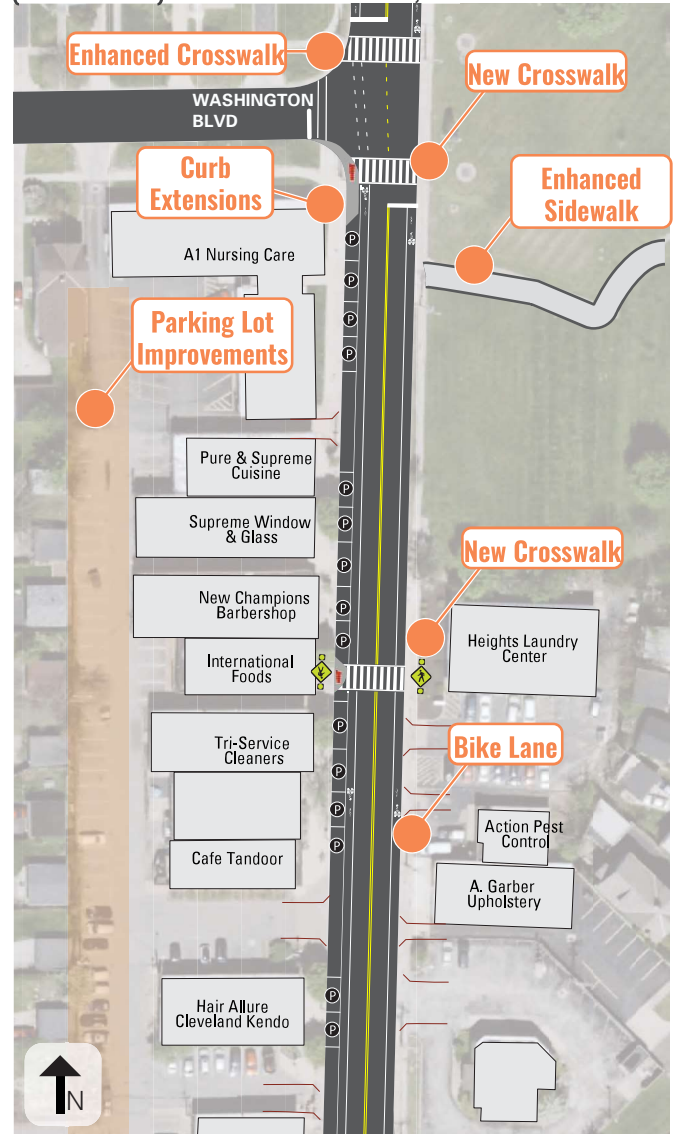 Enhanced Crosswalk
New Crosswalk
WASHINGTON
BLVD
Curb
Extensions
Enhanced
Sidewalk
P
A1 Nursing Care
P
P
P
Parking Lot
Improvements
Pure & Supreme
Cuisine
P
P
Supreme Window
& Glass
P
New Crosswalk
New Champions
Barbershop
P
P
International
Foods
Heights Laundry
Center
P
Tri-Service
Cleaners
Bike Lane
P
P
Action Pest
Control
P
Cafe Tandoor
A. Garber
Upholstery
P
Hair Allure
Cleveland Kendo
P
N